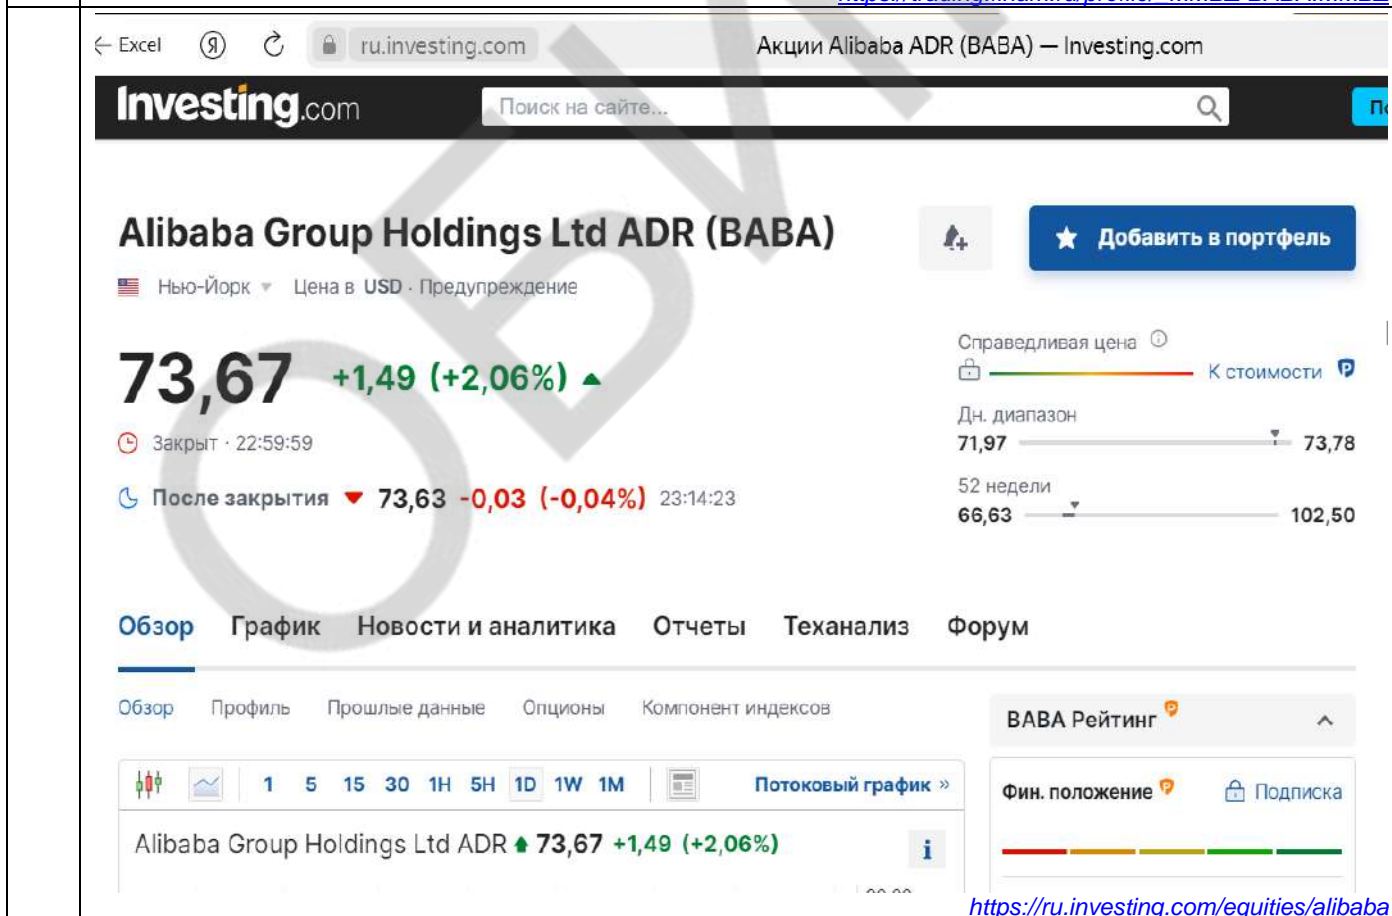 ← Excel Я ru.investing.com Акции Alibaba ADR (BABA) — Investing.com
Investing.com Поиск на сайте...
Alibaba Group Holdings Ltd ADR (BABA)
Добавить в портфель
Нью-Йорк Цена в USD · Предупреждение
Справедливая цена
К стоимости
73,67 +1,49 (+2,06%)
Дн. диапазон
71,97 73,78
Закрыт · 22:59:59
52 недели
66,63 102,50
После закрытия 73,63 -0,03 (-0,04%) 23:14:23
Обзор График Новости и аналитика Отчеты Теханализ Форум
Обзор Профиль Прошлые данные Опционы Компонент индексов
BABA Рейтинг
1 5 15 30 1H 5H 1D 1W 1M Потоковый график »
Фин. положение Подписка
Alibaba Group Holdings Ltd ADR 73,67 +1,49 (+2,06%)
https://ru.investing.com/equities/alibaba